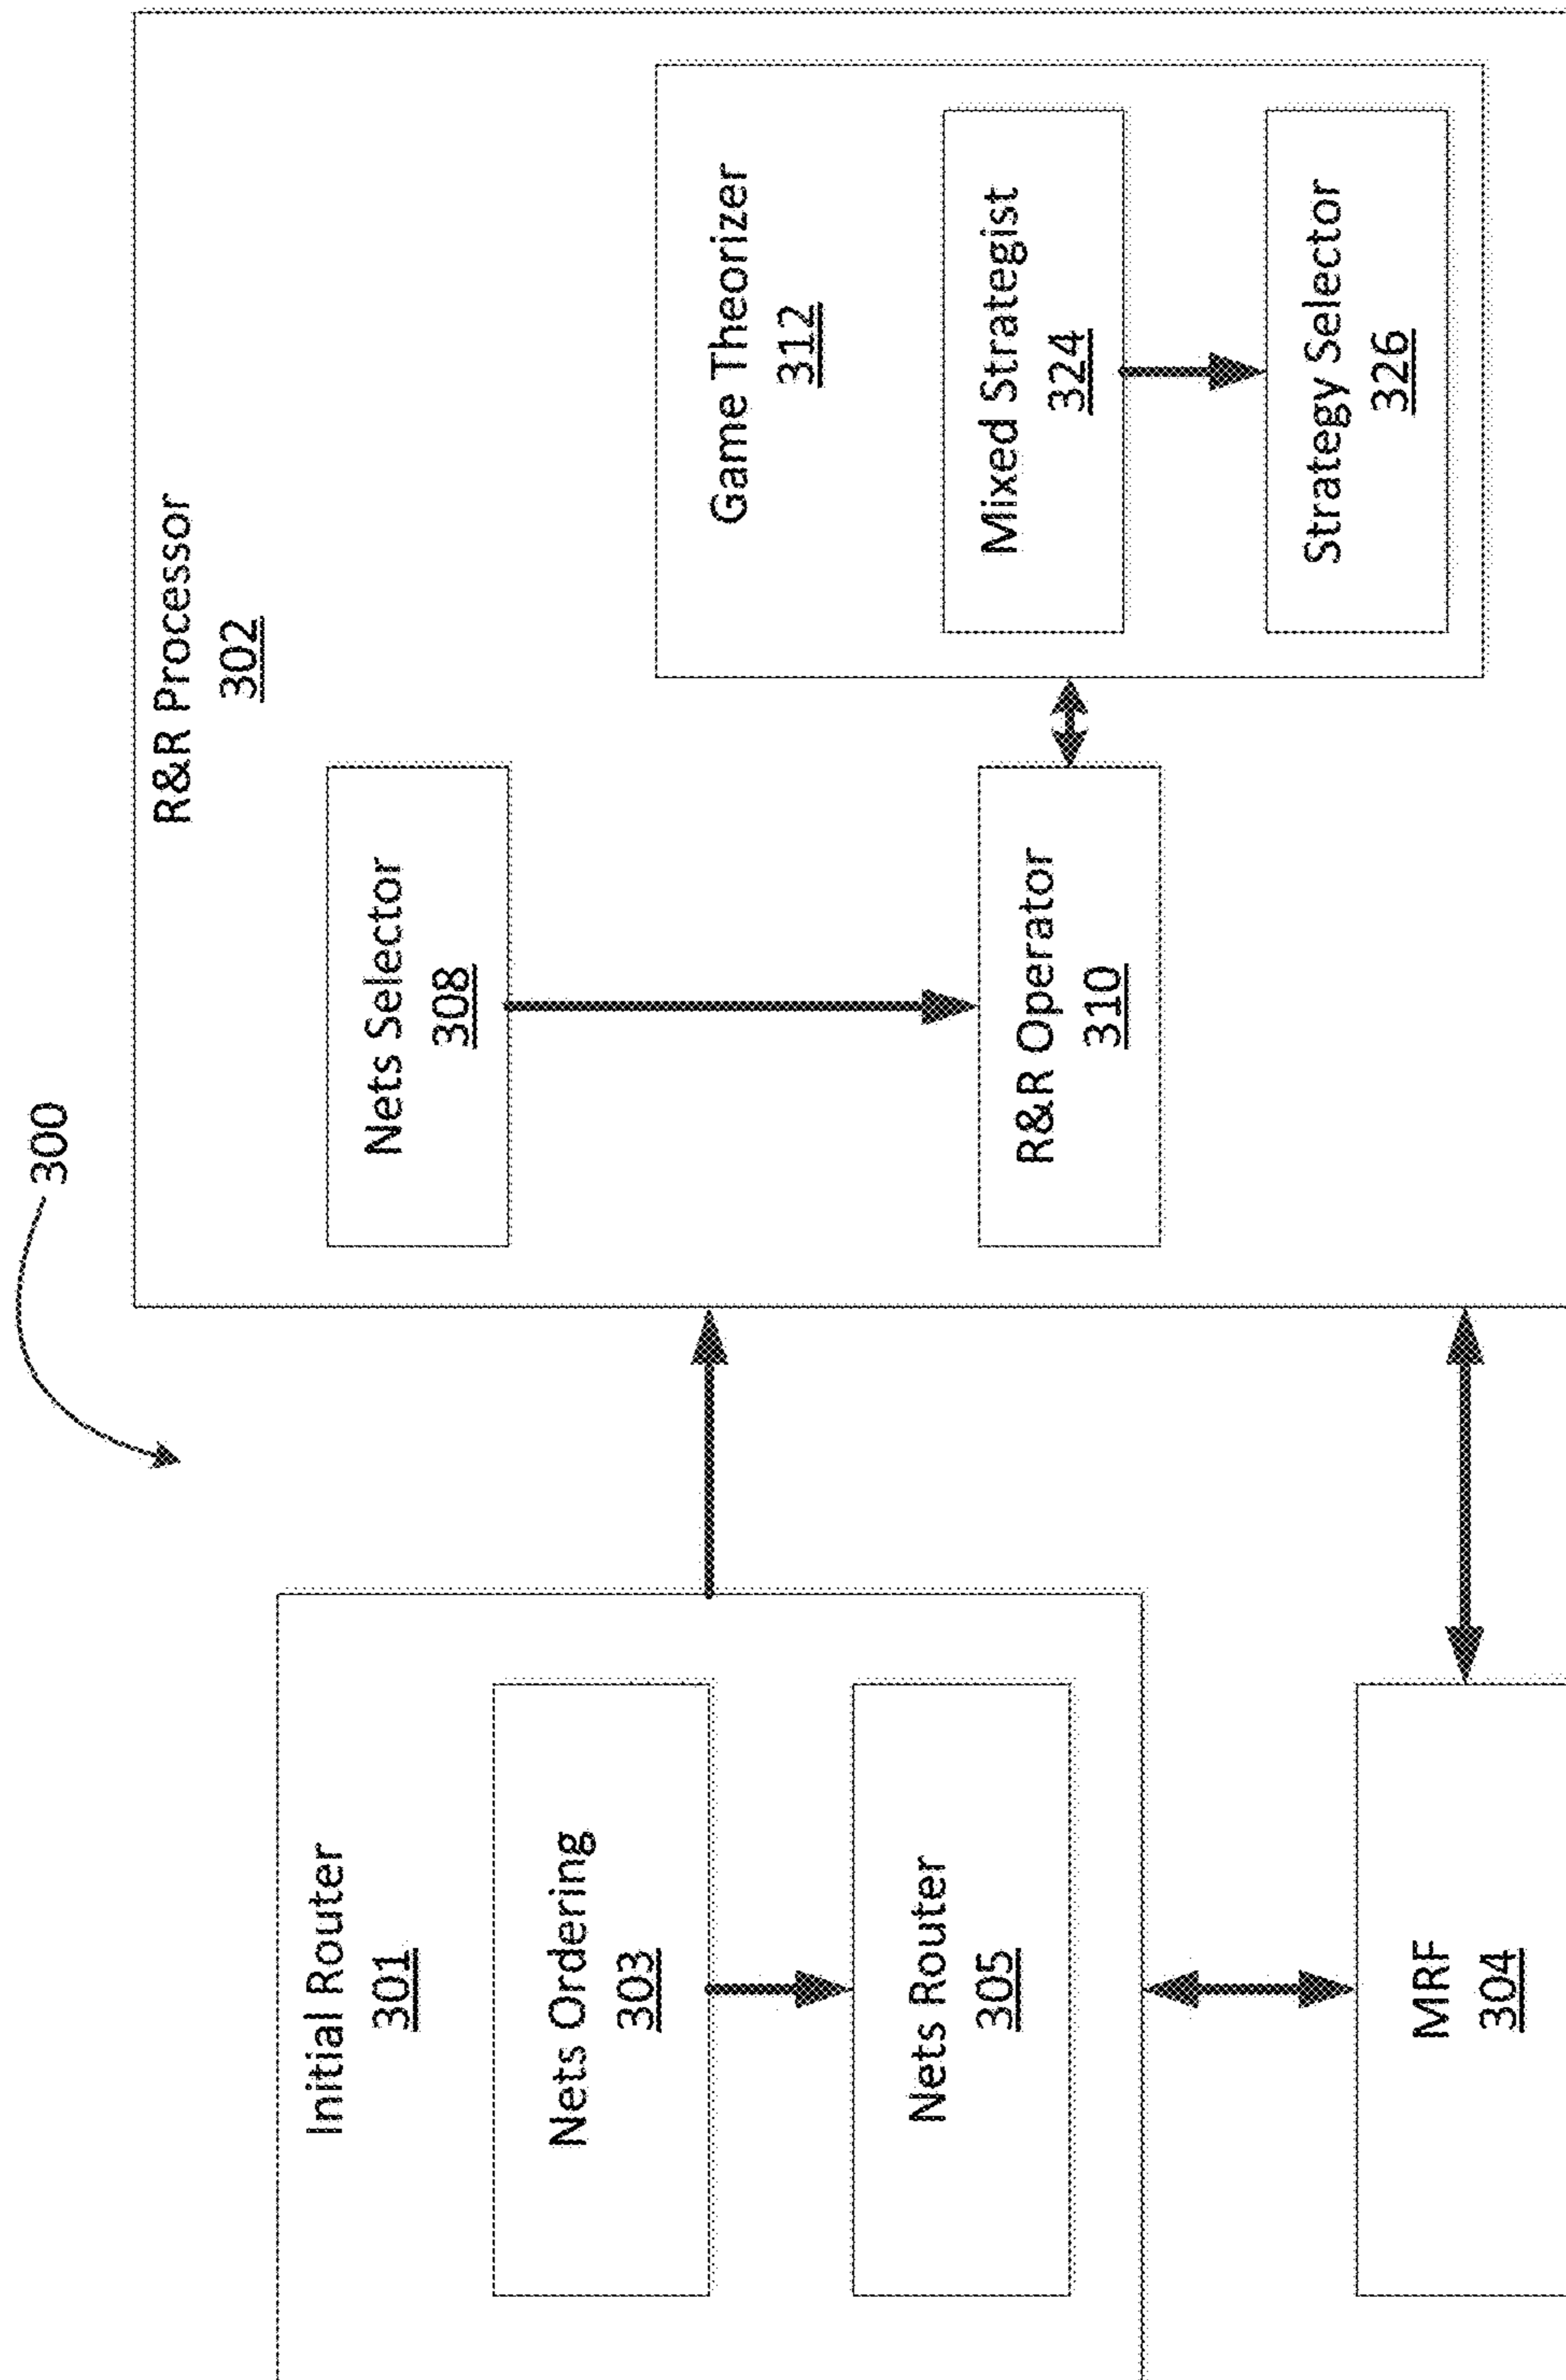 300
Initial Router
301
Nets Ordering
303
Nets Router
305
MRF
304
R&R Processor
302
Nets Selector
308
R&R Operator
310
Game Theorizer
312
Mixed Strategist
324
Strategy Selector
326